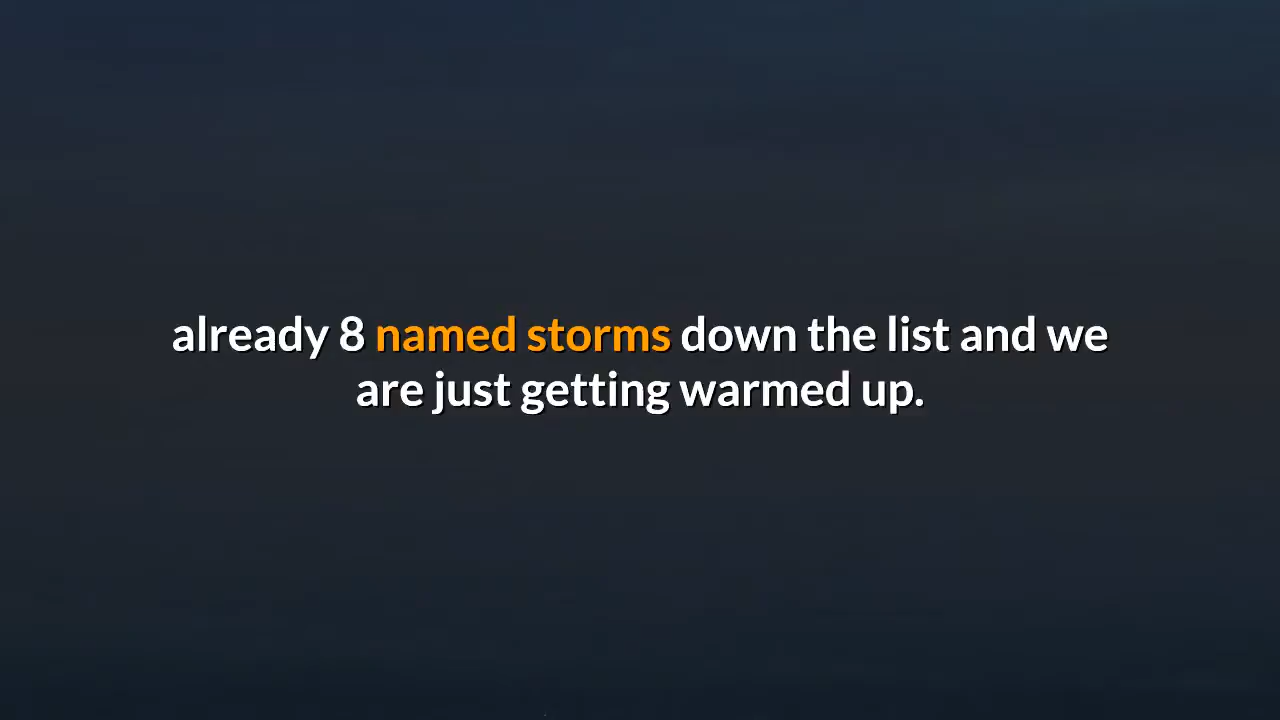 already 8 named storms down the list and we
are just getting warmed up.